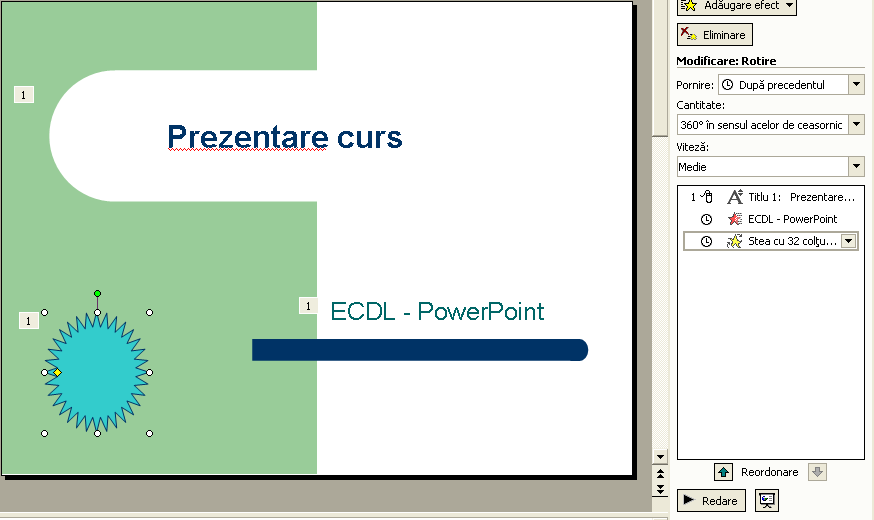 1
Prezentare curs
1
ECDL - PowerPoint
1
Adăugare efect
Eliminare
Modificare: Rotire
Pornire: După precedentul
Cantitate:
360° în sensul acelor de ceasornic
Viteză:
Medie
1 Titlu 1: Prezentare...
ECDL - PowerPoint
Stea cu 32 colţu...
Reordonare
Redare